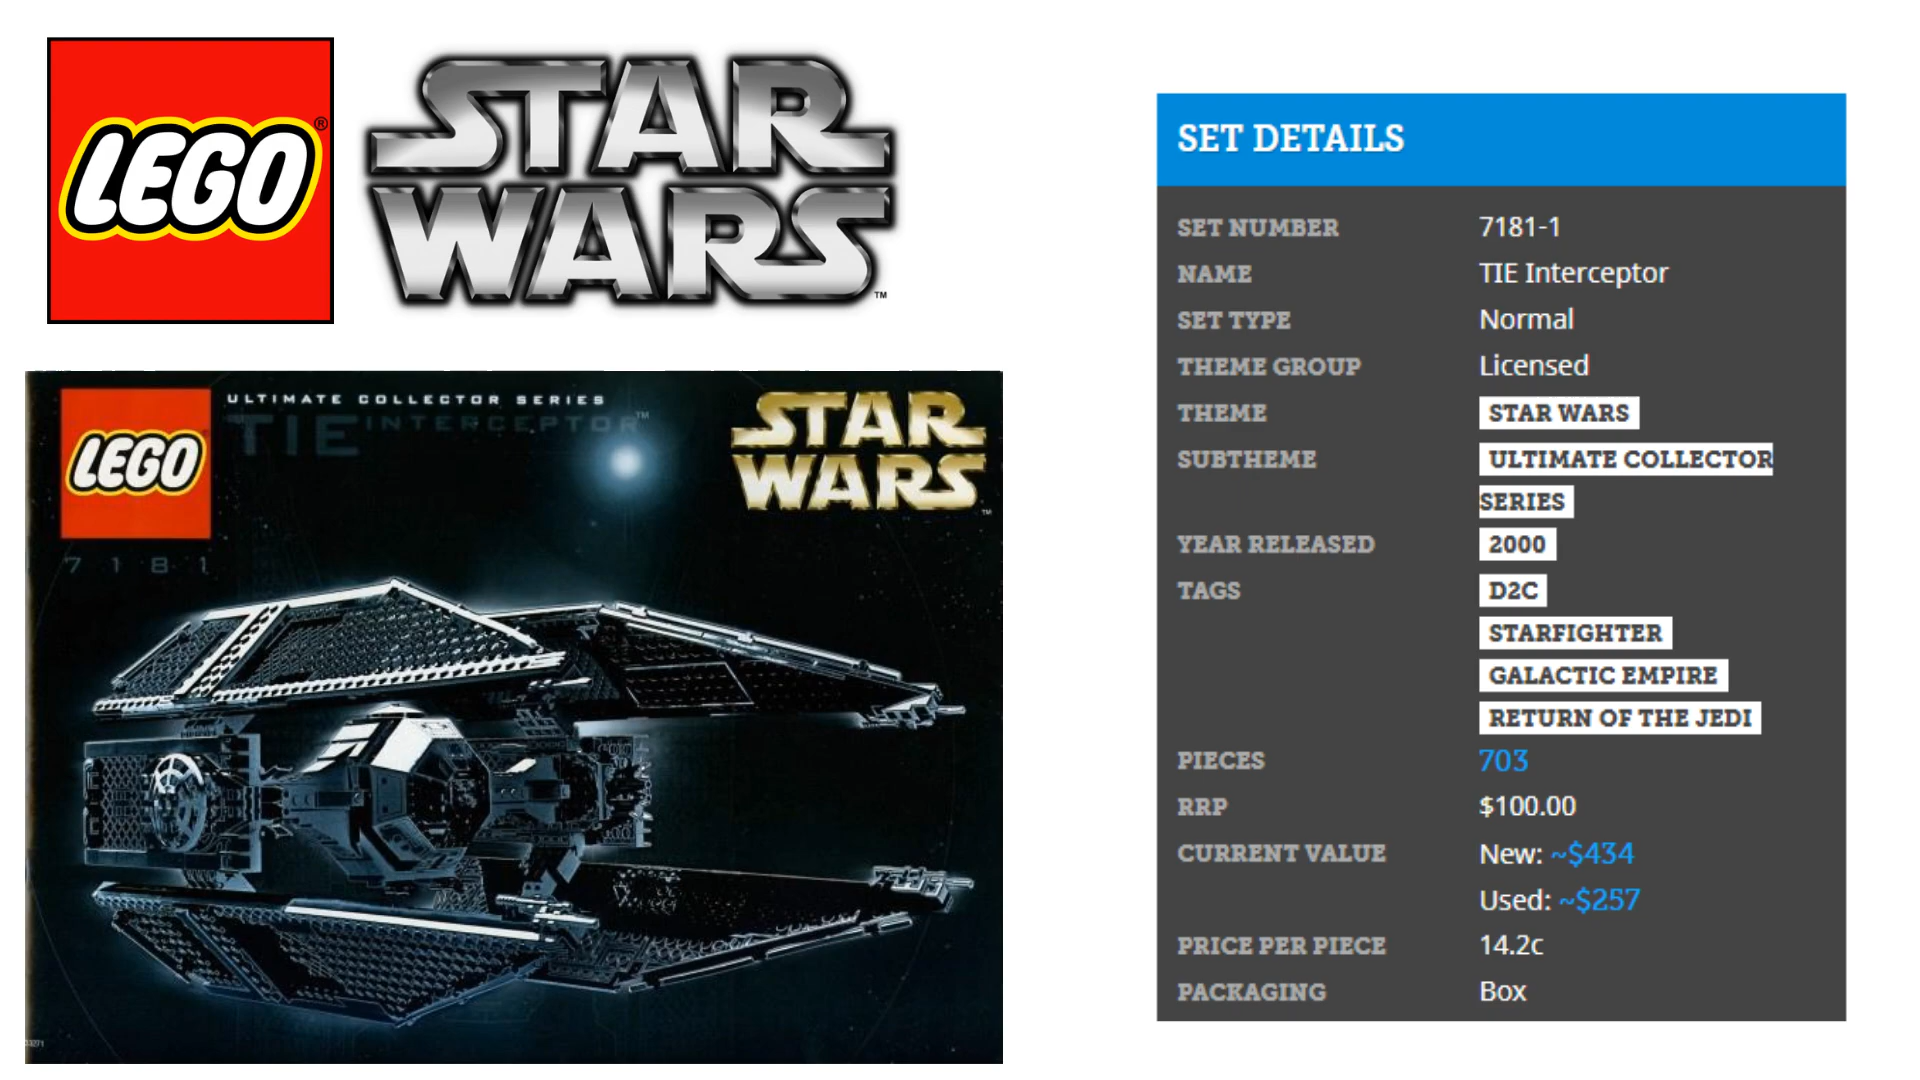 LEGO®
STAR
WARS™
LEGO
ULTIMATE COLLECTOR SERIES
TIE INTERCEPTOR™
7181
STAR
WARS™
SET DETAILS
SET NUMBER 7181-1
NAME TIE Interceptor
SET TYPE Normal
THEME GROUP Licensed
THEME STAR WARS
SUBTHEME ULTIMATE COLLECTOR
SERIES
YEAR RELEASED 2000
TAGS D2C
STARFIGHTER
GALACTIC EMPIRE
RETURN OF THE JEDI
PIECES 703
RRP $100.00
CURRENT VALUE New: ~$434
Used: ~$257
PRICE PER PIECE 14.2c
PACKAGING Box